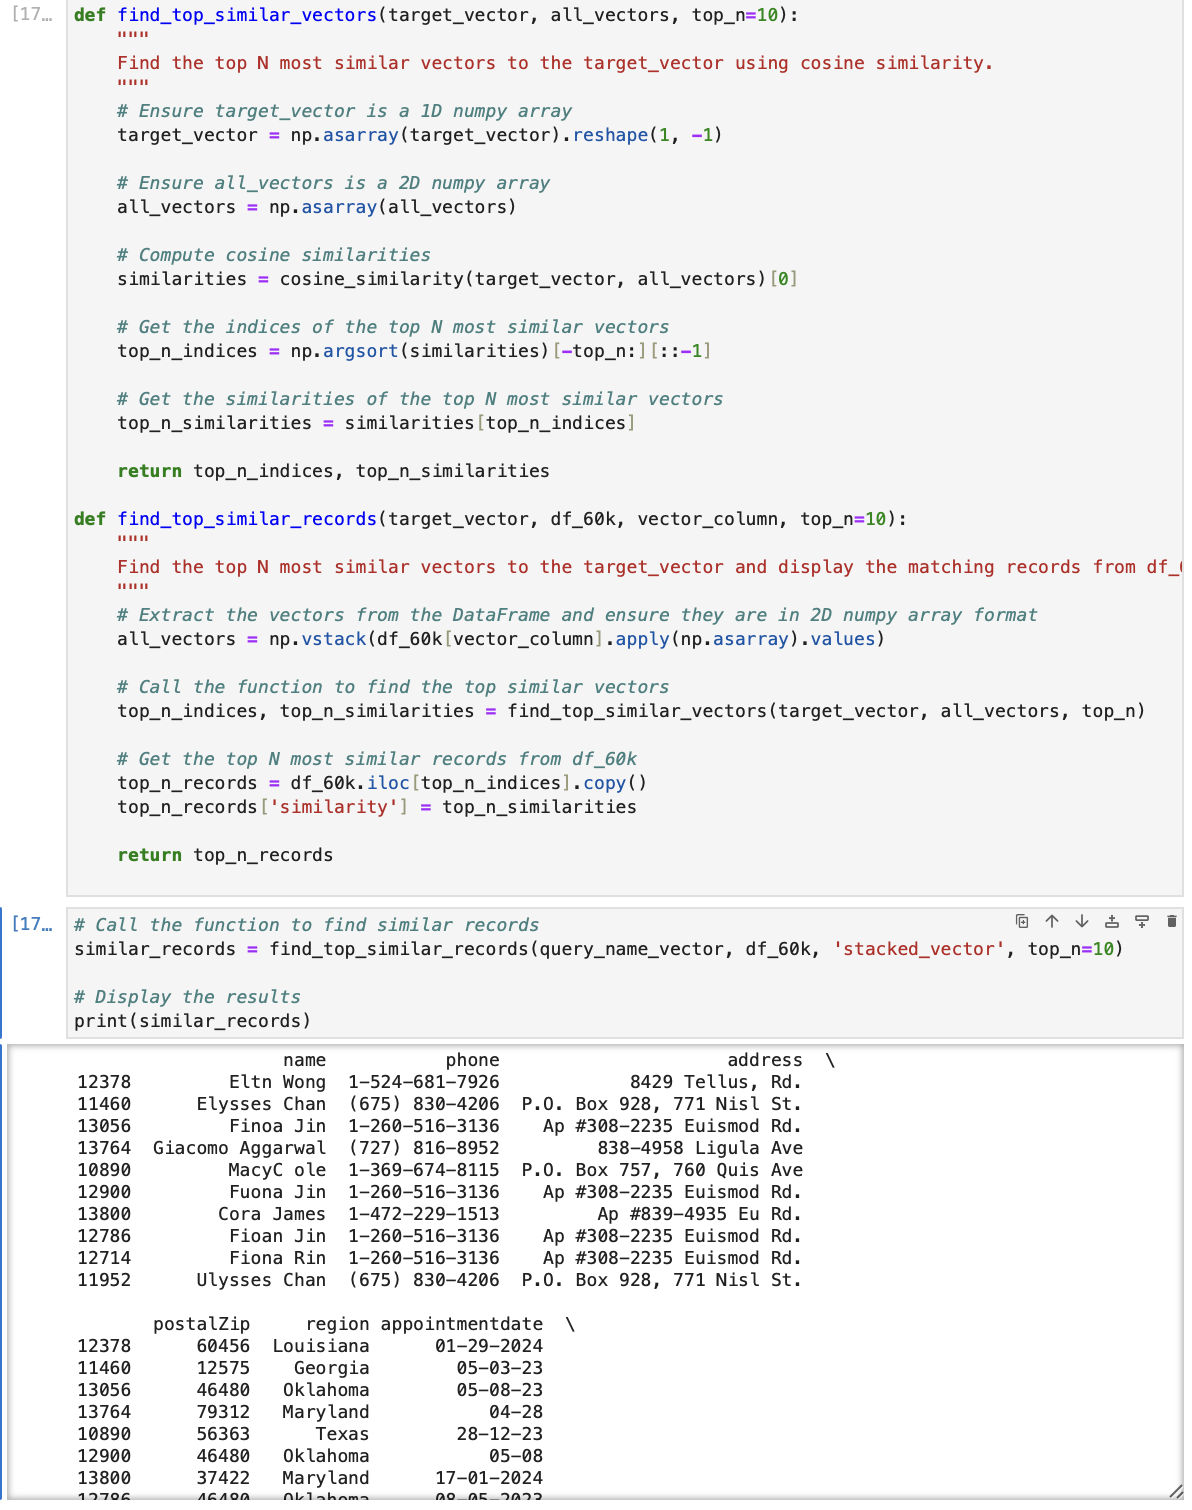 [17…
def find_top_similar_vectors(target_vector, all_vectors, top_n=10):
    """
    Find the top N most similar vectors to the target_vector using cosine similarity.
    """
    # Ensure target_vector is a 1D numpy array
    target_vector = np.asarray(target_vector).reshape(1, -1)

    # Ensure all_vectors is a 2D numpy array
    all_vectors = np.asarray(all_vectors)

    # Compute cosine similarities
    similarities = cosine_similarity(target_vector, all_vectors)[0]

    # Get the indices of the top N most similar vectors
    top_n_indices = np.argsort(similarities)[-top_n:][::-1]

    # Get the similarities of the top N most similar vectors
    top_n_similarities = similarities[top_n_indices]

    return top_n_indices, top_n_similarities

def find_top_similar_records(target_vector, df_60k, vector_column, top_n=10):
    """
    Find the top N most similar vectors to the target_vector and display the matching records from df_
    """
    # Extract the vectors from the DataFrame and ensure they are in 2D numpy array format
    all_vectors = np.vstack(df_60k[vector_column].apply(np.asarray).values)

    # Call the function to find the top similar vectors
    top_n_indices, top_n_similarities = find_top_similar_vectors(target_vector, all_vectors, top_n)

    # Get the top N most similar records from df_60k
    top_n_records = df_60k.iloc[top_n_indices].copy()
    top_n_records['similarity'] = top_n_similarities

    return top_n_records

[17…
# Call the function to find similar records
similar_records = find_top_similar_records(query_name_vector, df_60k, 'stacked_vector', top_n=10)

# Display the results
print(similar_records)

                   name           phone                     address  \
12378         Eltn Wong  1-524-681-7926            8429 Tellus, Rd.
11460      Elysses Chan  (675) 830-4206  P.O. Box 928, 771 Nisl St.
13056         Finoa Jin  1-260-516-3136    Ap #308-2235 Euismod Rd.
13764  Giacomo Aggarwal  (727) 816-8952         838-4958 Ligula Ave
10890         MacyC ole  1-369-674-8115  P.O. Box 757, 760 Quis Ave
12900         Fuona Jin  1-260-516-3136    Ap #308-2235 Euismod Rd.
13800        Cora James  1-472-229-1513         Ap #839-4935 Eu Rd.
12786         Fioan Jin  1-260-516-3136    Ap #308-2235 Euismod Rd.
12714         Fiona Rin  1-260-516-3136    Ap #308-2235 Euismod Rd.
11952      Ulysses Chan  (675) 830-4206  P.O. Box 928, 771 Nisl St.

       postalZip     region appointmentdate  \
12378      60456  Louisiana      01-29-2024
11460      12575    Georgia        05-03-23
13056      46480   Oklahoma        05-08-23
13764      79312   Maryland           04-28
10890      56363      Texas        28-12-23
12900      46480   Oklahoma           05-08
13800      37422   Maryland      17-01-2024
12786      46480   Oklahoma      08-05-2023